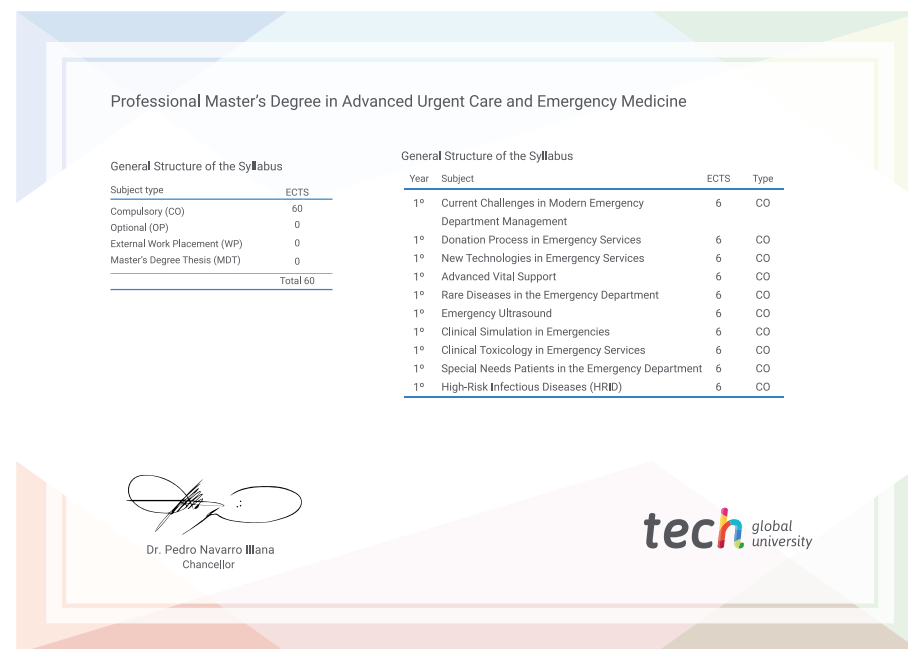 Professional Master's Degree in Advanced Urgent Care and Emergency Medicine
General Structure of the Syllabus
Subject type ECTS
Compulsory (CO) 60
Optional (OP) 0
External Work Placement (WP) 0
Master's Degree Thesis (MDT) 0
Total 60
General Structure of the Syllabus
Year Subject ECTS Type
1º Current Challenges in Modern Emergency 6 CO
Department Management
1º Donation Process in Emergency Services 6 CO
1º New Technologies in Emergency Services 6 CO
1º Advanced Vital Support 6 CO
1º Rare Diseases in the Emergency Department 6 CO
1º Emergency Ultrasound 6 CO
1º Clinical Simulation in Emergencies 6 CO
1º Clinical Toxicology in Emergency Services 6 CO
1º Special Needs Patients in the Emergency Department 6 CO
1º High-Risk Infectious Diseases (HRID) 6 CO
Dr. Pedro Navarro Illana
Chancellor
tech global
university